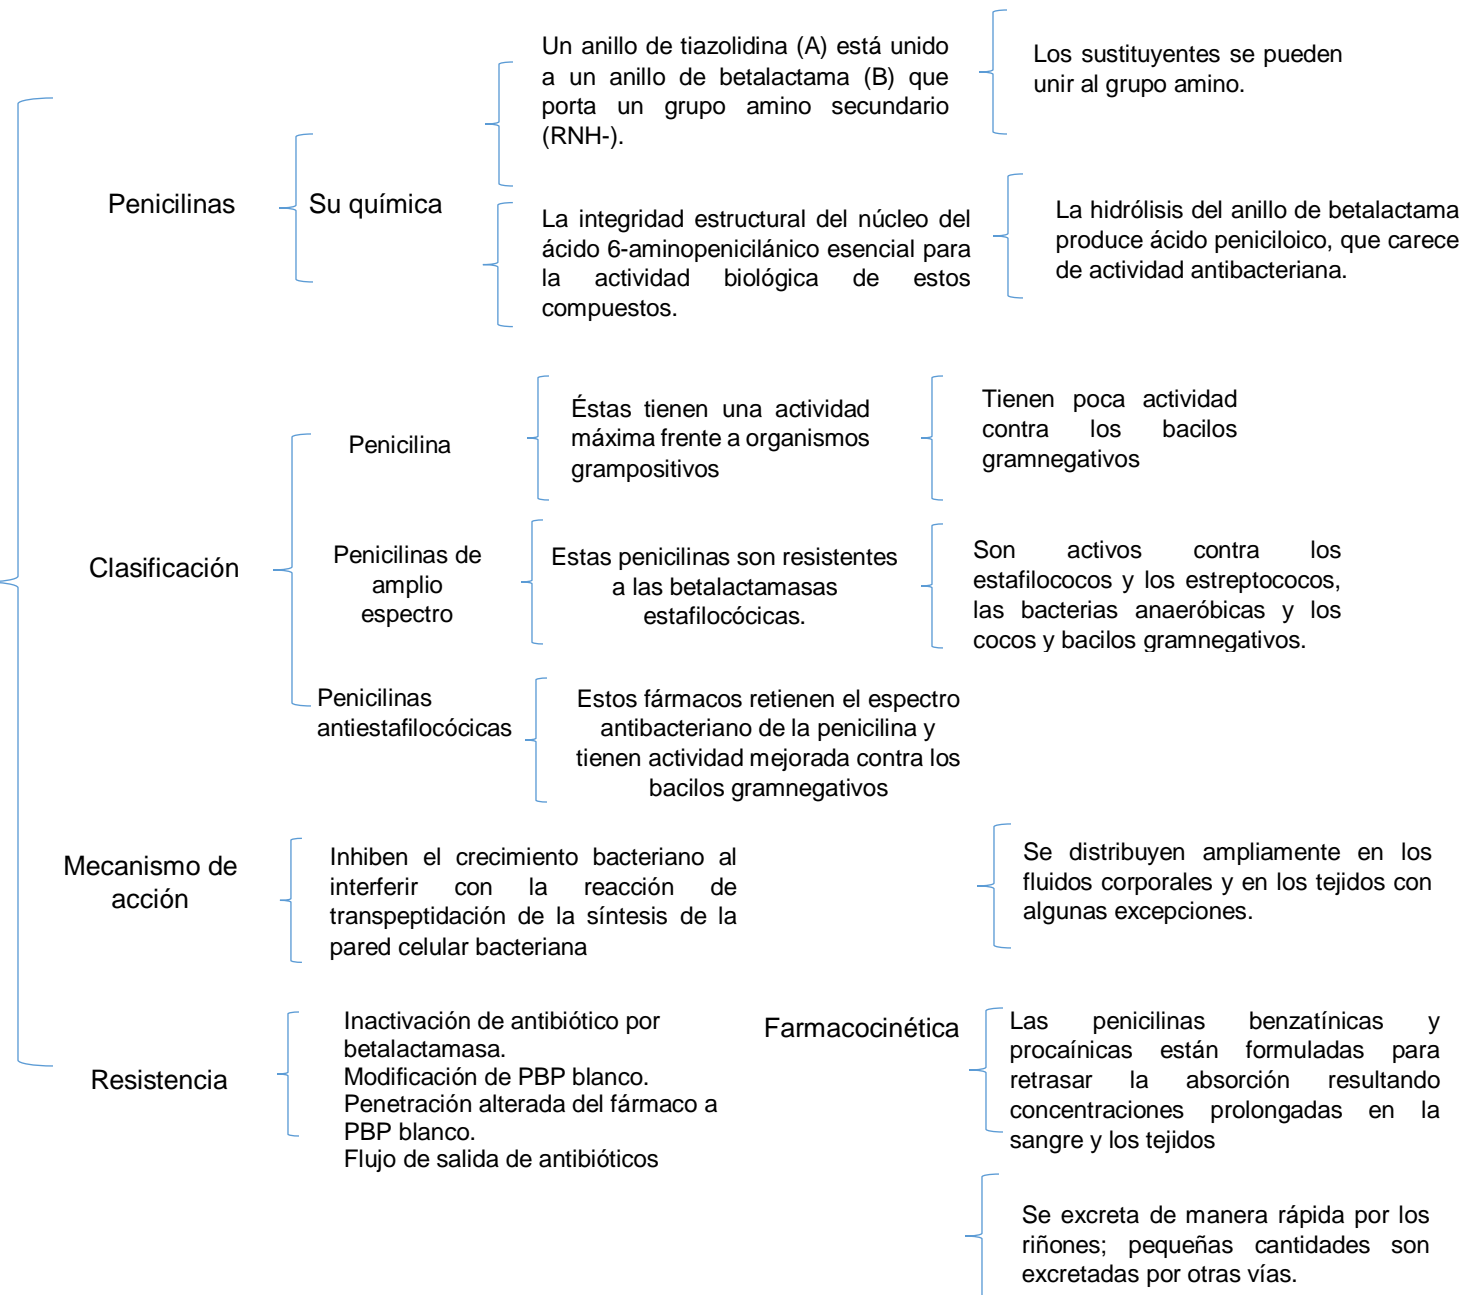 Penicilinas
Su química
Un anillo de tiazolidina (A) está unido
a un anillo de betalactama (B) que
porta un grupo amino secundario
(RNH-).
Los sustituyentes se pueden
unir al grupo amino.
La integridad estructural del núcleo del
ácido 6-aminopenicilánico esencial para
la actividad biológica de estos
compuestos.
La hidrólisis del anillo de betalactama
produce ácido peniciloico, que carece
de actividad antibacteriana.
Clasificación
Penicilina
Éstas tienen una actividad
máxima frente a organismos
grampositivos
Tienen poca actividad
contra los bacilos
gramnegativos
Penicilinas de
amplio
espectro
Estas penicilinas son resistentes
a las betalactamasas
estafilocócicas.
Son activos contra los
estafilococos y los estreptococos,
las bacterias anaeróbicas y los
cocos y bacilos gramnegativos.
Penicilinas
antiestafilocócicas
Estos fármacos retienen el espectro
antibacteriano de la penicilina y
tienen actividad mejorada contra los
bacilos gramnegativos
Mecanismo de
acción
Inhiben el crecimiento bacteriano al
interferir con la reacción de
transpeptidación de la síntesis de la
pared celular bacteriana
Resistencia
Inactivación de antibiótico por
betalactamasa.
Modificación de PBP blanco.
Penetración alterada del fármaco a
PBP blanco.
Flujo de salida de antibióticos
Farmacocinética
Se distribuyen ampliamente en los
fluidos corporales y en los tejidos con
algunas excepciones.
Las penicilinas benzatínicas y
procaínicas están formuladas para
retrasar la absorción resultando
concentraciones prolongadas en la
sangre y los tejidos
Se excreta de manera rápida por los
riñones; pequeñas cantidades son
excretadas por otras vías.